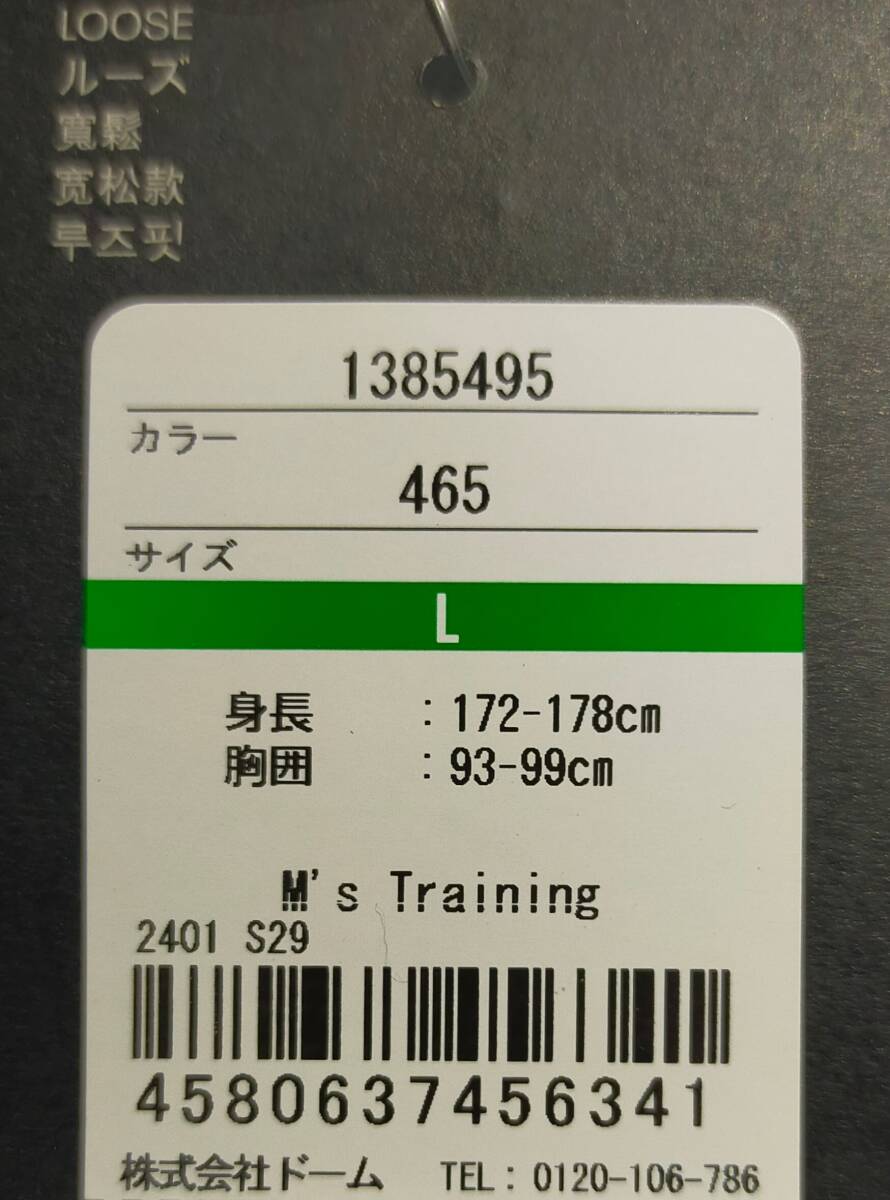 LOOSE
ルーズ
寬鬆
宽松款
루즈핏
1385495
カラー
465
サイズ
L
身長 : 172-178cm
胸囲 : 93-99cm
M's Training
2401 S29
4580637456341
株式会社ドーム TEL: 0120-106-786